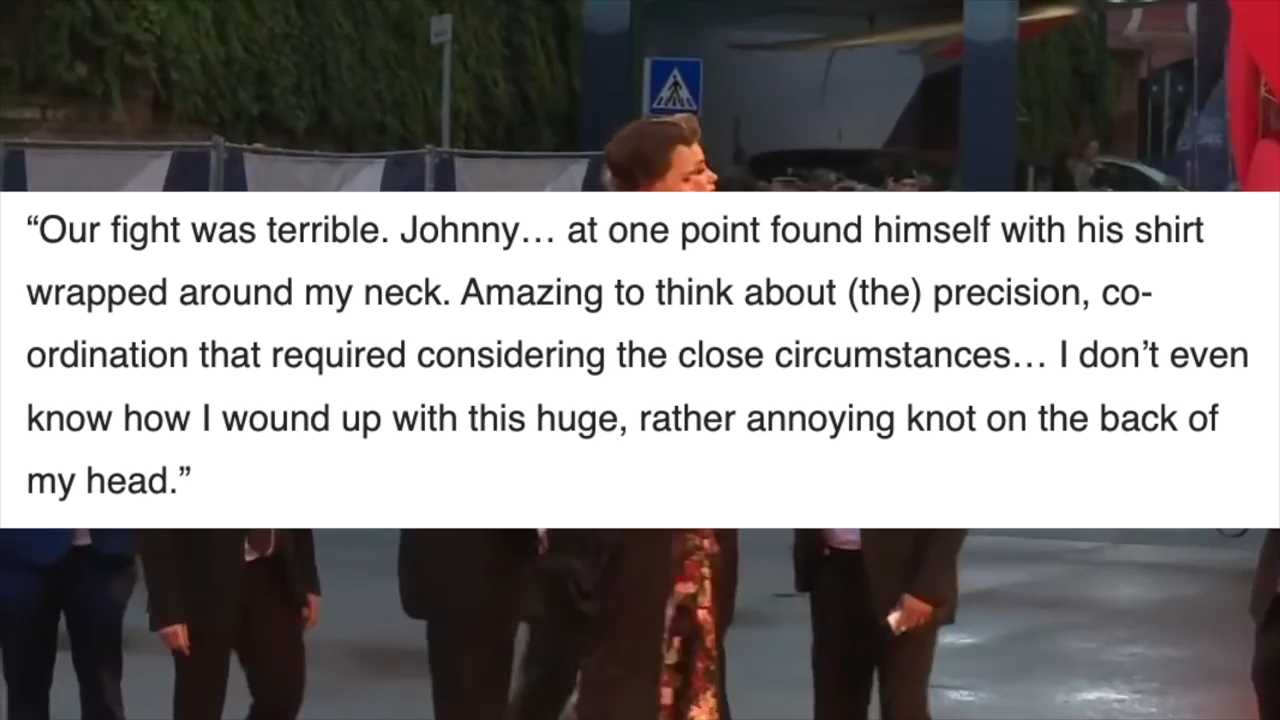 “Our fight was terrible. Johnny… at one point found himself with his shirt
wrapped around my neck. Amazing to think about (the) precision, co-
ordination that required considering the close circumstances… I don’t even
know how I wound up with this huge, rather annoying knot on the back of
my head.”